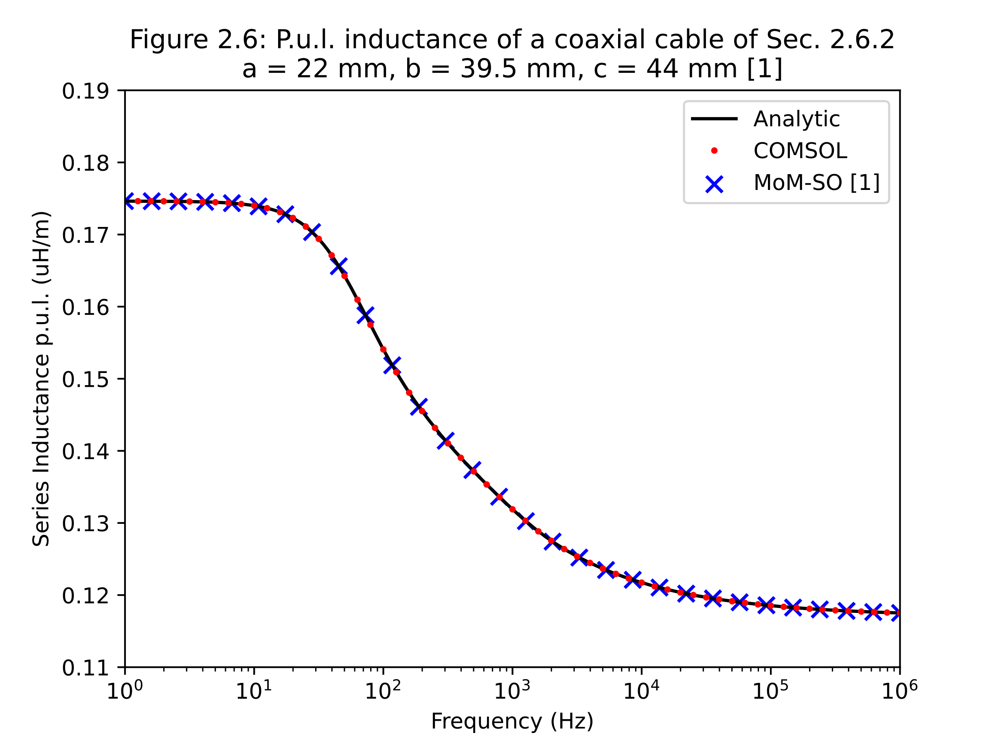 Figure 2.6: P.u.l. inductance of a coaxial cable of Sec. 2.6.2
a = 22 mm, b = 39.5 mm, c = 44 mm [1]
Analytic
COMSOL
MoM-SO [1]
Series Inductance p.u.l. (uH/m)
0.19
0.18
0.17
0.16
0.15
0.14
0.13
0.12
0.11
10⁰ 10¹ 10² 10³ 10⁴ 10⁵ 10⁶
Frequency (Hz)